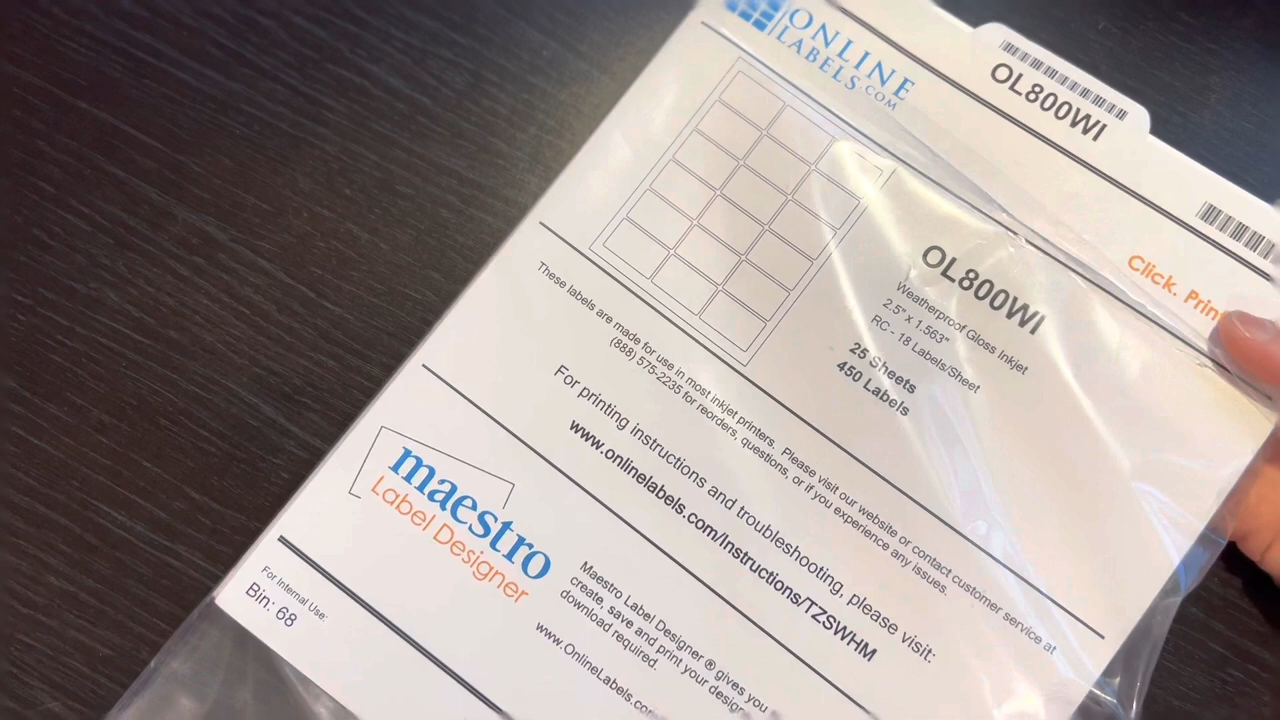 ONLINE
LABELS.COM
OL800WI
Click. Print
OL800WI
Weatherproof Gloss Inkjet
2.5" x 1.563"
RC - 18 Labels/Sheet
25 Sheets
450 Labels
These labels are made for use in most inkjet printers. Please visit our website or contact customer service at
(888) 575-2235 for reorders, questions, or if you experience any issues.
For printing instructions and troubleshooting, please visit:
www.onlinelabels.com/Instructions/TZSWHM
maestro
Label Designer
Maestro Label Designer ® gives you
create, save and print your design
download required.
www.OnlineLabels.co
For Internal Use:
Bin: 68